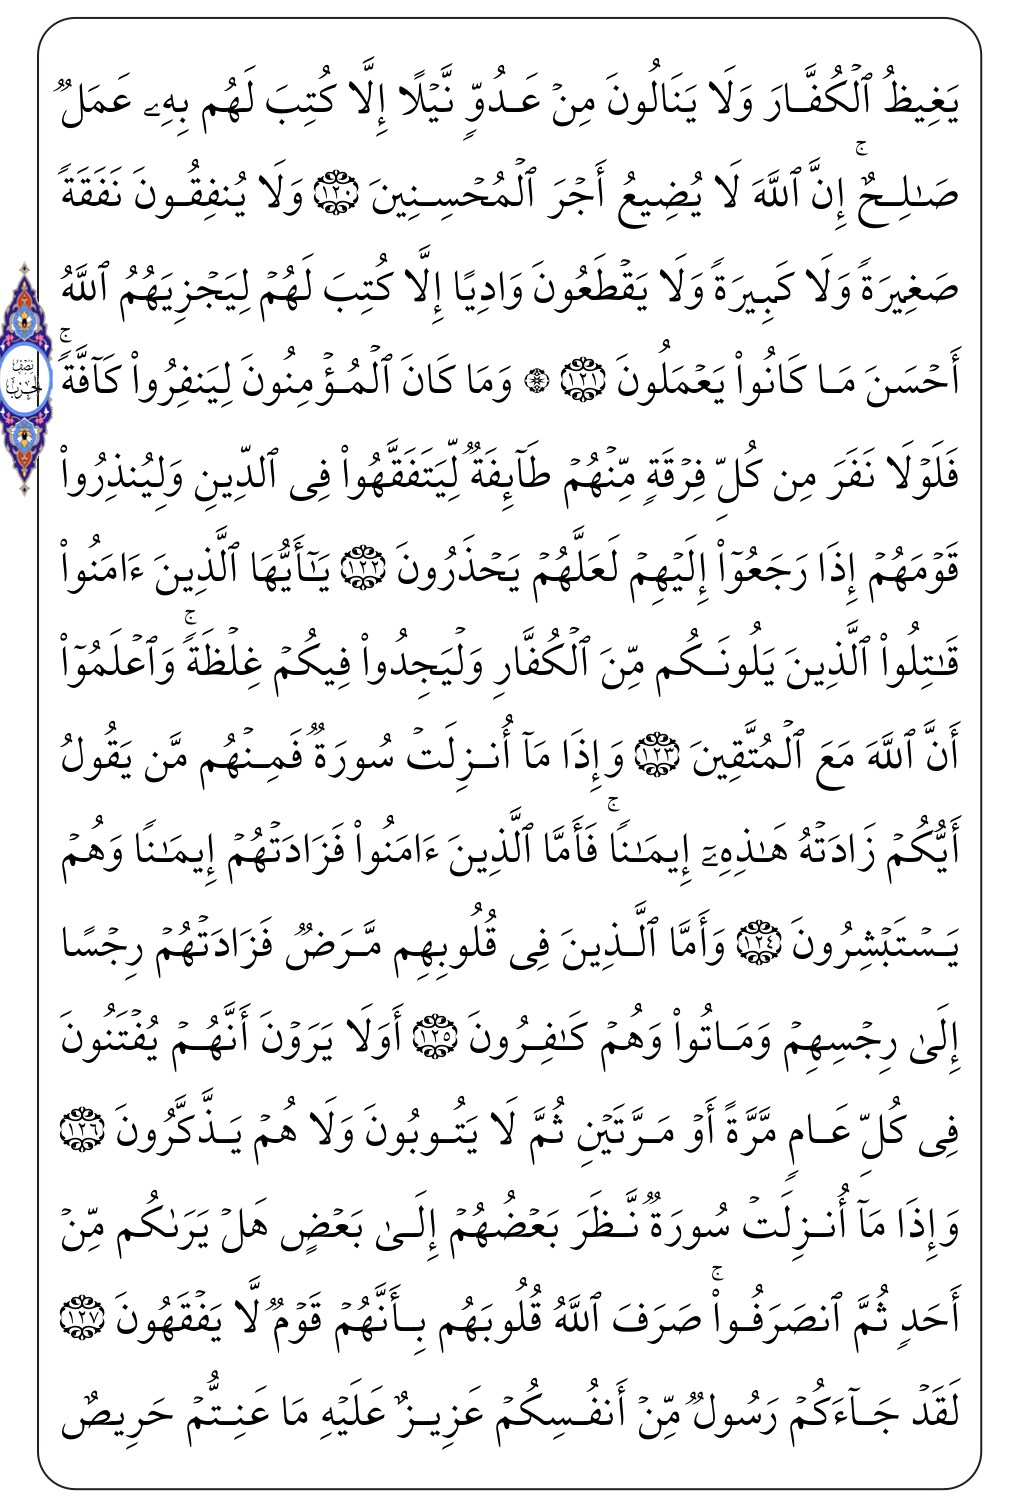 يَغِيظُ ٱلۡكُفَّارَ وَلَا يَنَالُونَ مِنۡ عَدُوّٖ نَّيۡلًا إِلَّا كُتِبَ لَهُم بِهِۦ عَمَلٞ
صَٰلِحٌۚ إِنَّ ٱللَّهَ لَا يُضِيعُ أَجۡرَ ٱلۡمُحۡسِنِينَ ١٢٠ وَلَا يُنفِقُونَ نَفَقَةٗ
صَغِيرَةٗ وَلَا كَبِيرَةٗ وَلَا يَقۡطَعُونَ وَادِيًا إِلَّا كُتِبَ لَهُمۡ لِيَجۡزِيَهُمُ ٱللَّهُ
نِصۡف ٱلۡحِزۡب
أَحۡسَنَ مَا كَانُواْ يَعۡمَلُونَ ١٢١ ۞ وَمَا كَانَ ٱلۡمُؤۡمِنُونَ لِيَنفِرُواْ كَآفَّةٗۚ
فَلَوۡلَا نَفَرَ مِن كُلِّ فِرۡقَةٖ مِّنۡهُمۡ طَآئِفَةٞ لِّيَتَفَقَّهُواْ فِي ٱلدِّينِ وَلِيُنذِرُواْ
قَوۡمَهُمۡ إِذَا رَجَعُوٓاْ إِلَيۡهِمۡ لَعَلَّهُمۡ يَحۡذَرُونَ ١٢٢ يَٰٓأَيُّهَا ٱلَّذِينَ ءَامَنُواْ
قَٰتِلُواْ ٱلَّذِينَ يَلُونَكُم مِّنَ ٱلۡكُفَّارِ وَلۡيَجِدُواْ فِيكُمۡ غِلۡظَةٗۚ وَٱعۡلَمُوٓاْ
أَنَّ ٱللَّهَ مَعَ ٱلۡمُتَّقِينَ ١٢٣ وَإِذَا مَآ أُنزِلَتۡ سُورَةٞ فَمِنۡهُم مَّن يَقُولُ
أَيُّكُمۡ زَادَتۡهُ هَٰذِهِۦٓ إِيمَٰنٗاۚ فَأَمَّا ٱلَّذِينَ ءَامَنُواْ فَزَادَتۡهُمۡ إِيمَٰنٗا وَهُمۡ
يَسۡتَبۡشِرُونَ ١٢٤ وَأَمَّا ٱلَّذِينَ فِي قُلُوبِهِم مَّرَضٞ فَزَادَتۡهُمۡ رِجۡسًا
إِلَىٰ رِجۡسِهِمۡ وَمَاتُواْ وَهُمۡ كَٰفِرُونَ ١٢٥ أَوَلَا يَرَوۡنَ أَنَّهُمۡ يُفۡتَنُونَ
فِي كُلِّ عَامٖ مَّرَّةً أَوۡ مَرَّتَيۡنِ ثُمَّ لَا يَتُوبُونَ وَلَا هُمۡ يَذَّكَّرُونَ ١٢٦
وَإِذَا مَآ أُنزِلَتۡ سُورَةٞ نَّظَرَ بَعۡضُهُمۡ إِلَىٰ بَعۡضٍ هَلۡ يَرَىٰكُم مِّنۡ
أَحَدٖ ثُمَّ ٱنصَرَفُواْۚ صَرَفَ ٱللَّهُ قُلُوبَهُم بِأَنَّهُمۡ قَوۡمٞ لَّا يَفۡقَهُونَ ١٢٧
لَقَدۡ جَآءَكُمۡ رَسُولٞ مِّنۡ أَنفُسِكُمۡ عَزِيزٌ عَلَيۡهِ مَا عَنِتُّمۡ حَرِيصٌ